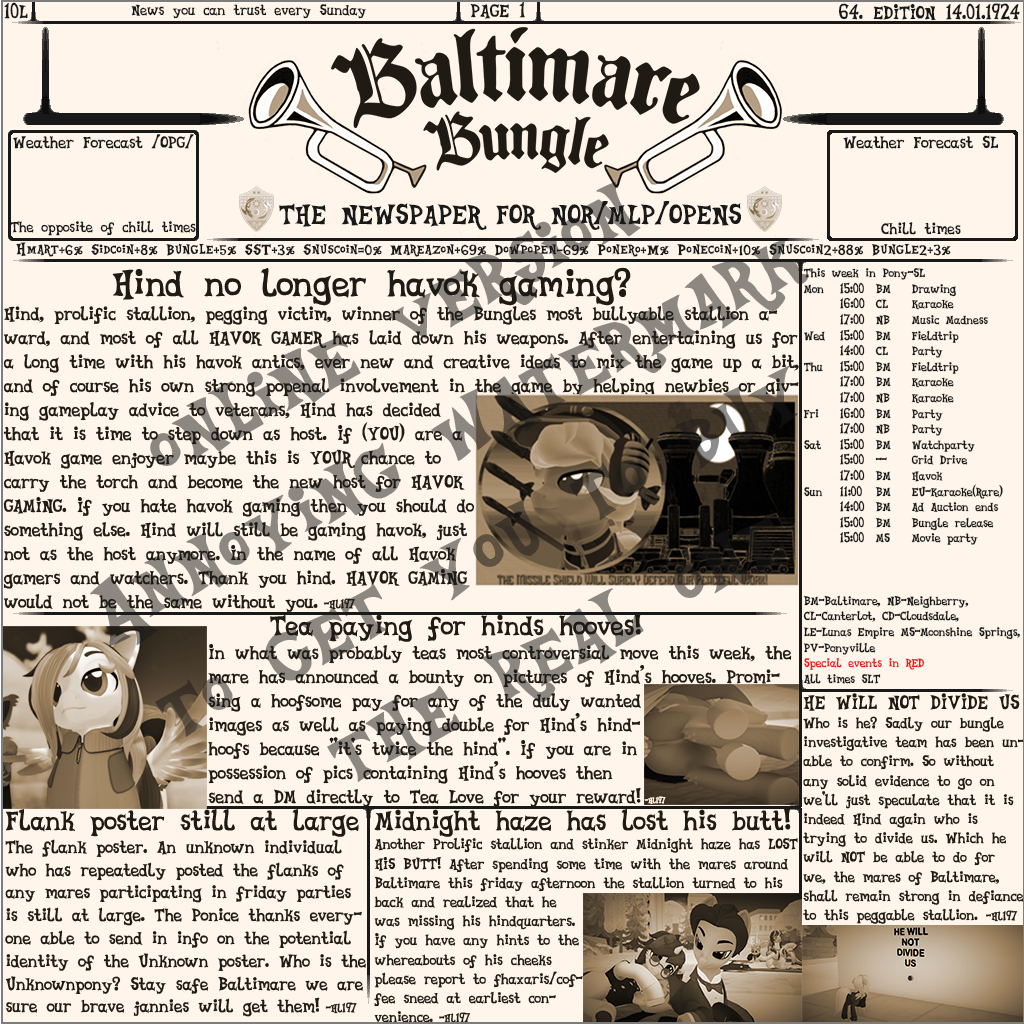 10L
News you can trust every Sunday
PAGE 1
64. EDITION 14.01.1924
Baltimare
Bungle
THE NEWSPAPER FOR NOR/MLP/OPENS
Weather Forecast /OPG/
The opposite of chill times
Weather Forecast SL
Chill times
Hmart+6% Sidcoin+8% BUNGLE+5% SST+3% Snuscoin=0% MAREAZON+69% DOWPOPEN-69% PONERO+M% PONECOIN+10% SNUSCOIN2+88% BUNGLE2+3%
Hind no longer havok gaming?
Hind, prolific stallion, pegging victim, winner of the Bungles most bullyable stallion a-
ward, and most of all HAVOK GAMER has laid down his weapons. After entertaining us for
a long time with his havok antics, ever new and creative ideas to mix the game up a bit,
and of course his own strong popenal involvement in the game by helping newbies or giv-
ing gameplay advice to veterans, Hind has decided
that it is time to step down as host. if (YOU) are a
Havok game enjoyer maybe this is YOUR chance to
carry the torch and become the new host for HAVOK
GAMiNG. if you hate havok gaming then you should do
something else. Hind will still be gaming havok, just
not as the host anymore. in the name of all Havok
gamers and watchers. Thank you hind. HAVOK GAMiNG
would not be the same without you. -HL197
THE MISSILE SHIELD WILL SURELY DEFEND OUR PEACEFUL WORK!
This week in Pony-SL
Mon 15:00 BM Drawing
16:00 CL Karaoke
17:00 NB Music Madness
Wed 15:00 BM Fieldtrip
14:00 CL Party
Thu 15:00 BM Fieldtrip
17:00 BM Karaoke
17:00 NB Karaoke
Fri 16:00 BM Party
17:00 NB Party
Sat 15:00 BM Watchparty
15:00 — Grid Drive
17:00 BM Havok
Sun 11:00 BM EU-Karaoke(Rare)
14:00 BM Ad Auction ends
15:00 BM Bungle release
15:00 MS Movie party
BM-Baltimare, NB-Neighberry,
CL-Canterlot, CD-Cloudsdale,
LE-Lunas Empire MS-Moonshine Springs,
PV-Ponyville
Special events in RED
All times SLT
Tea paying for hinds hooves!
in what was probably teas most controversial move this week, the
mare has announced a bounty on pictures of Hind's hooves. Promi-
sing a hoofsome pay for any of the duly wanted
images as well as paying double for Hind's hind-
hoofs because "it's twice the hind". if you are in
possession of pics containing Hind's hooves then
send a DM directly to Tea Love for your reward!
-HL197
HE WILL NOT DIVIDE US
Who is he? Sadly our bungle
investigative team has been un-
able to confirm. So without
any solid evidence to go on
we'll just speculate that it is
indeed Hind again who is
trying to divide us. Which he
will NOT be able to do for
we, the mares of Baltimare,
shall remain strong in defiance
to this peggable stallion. -HL197
HE WILL
NOT
DIVIDE
US
Flank poster still at large
The flank poster. An unknown individual
who has repeatedly posted the flanks of
any mares participating in friday parties
is still at large. The Ponice thanks every-
one able to send in info on the potential
identity of the Unknown poster. Who is the
Unknownpony? Stay safe Baltimare we are
sure our brave jannies will get them! -HL197
Midnight haze has lost his butt!
Another Prolific stallion and stinker Midnight haze has LOST
HiS BUTT! After spending some time with the mares around
Baltimare this friday afternoon the stallion turned to his
back and realized that he
was missing his hindquarters.
if you have any hints to the
whereabouts of his cheeks
please report to fhaxaris/cof-
fee sneed at earliest con-
venience. -HL197
ONLINE VERSION
ANNOYING WATERMARK
TO GET YOU TO BUY
THE REAL ONE